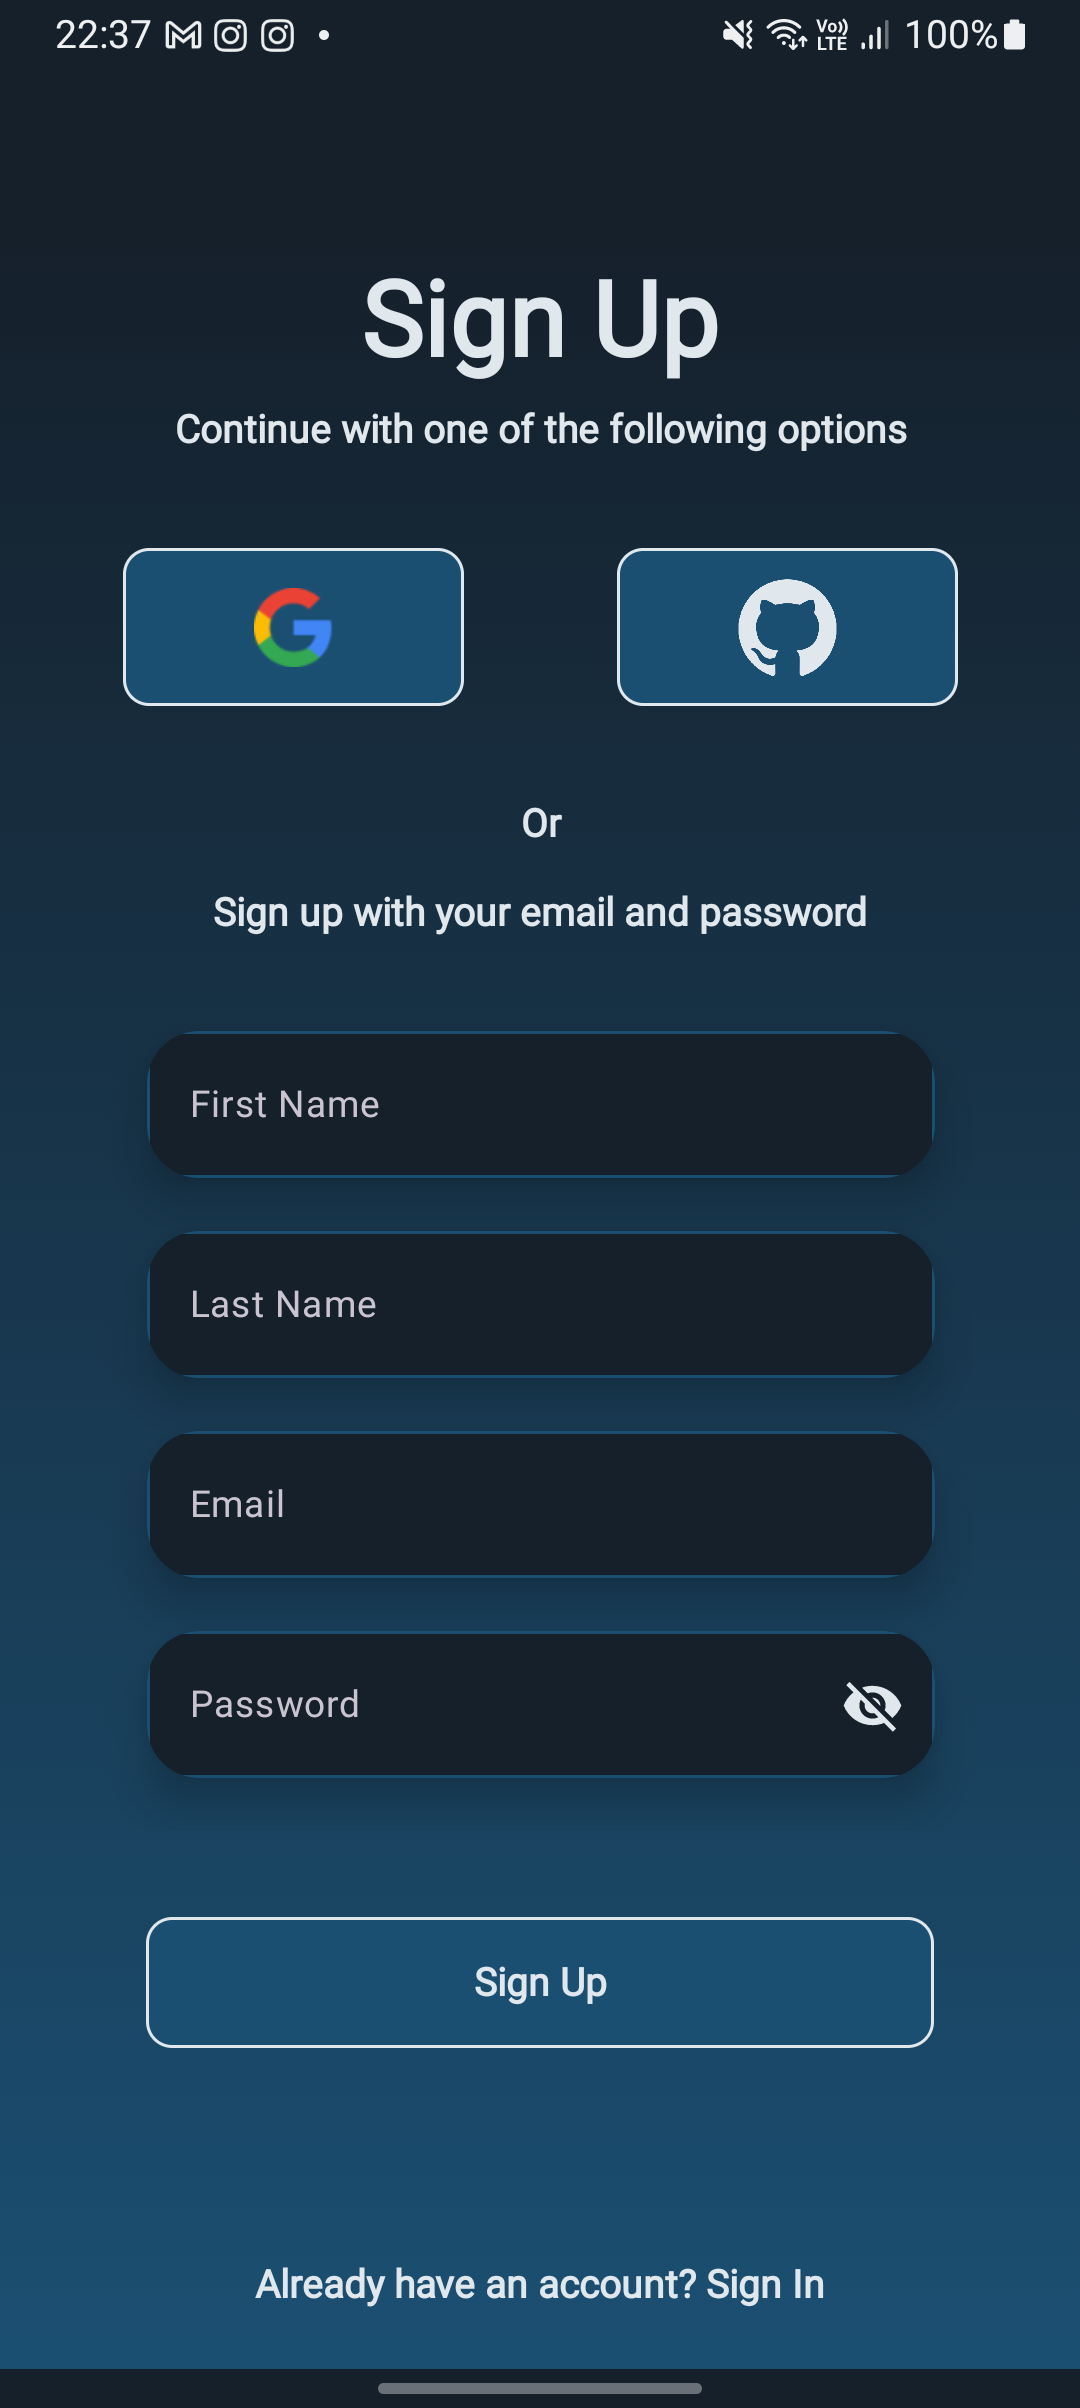 22:37 Vo)) LTE 100%
Sign Up
Continue with one of the following options
Or
Sign up with your email and password
First Name
Last Name
Email
Password
Sign Up
Already have an account? Sign In